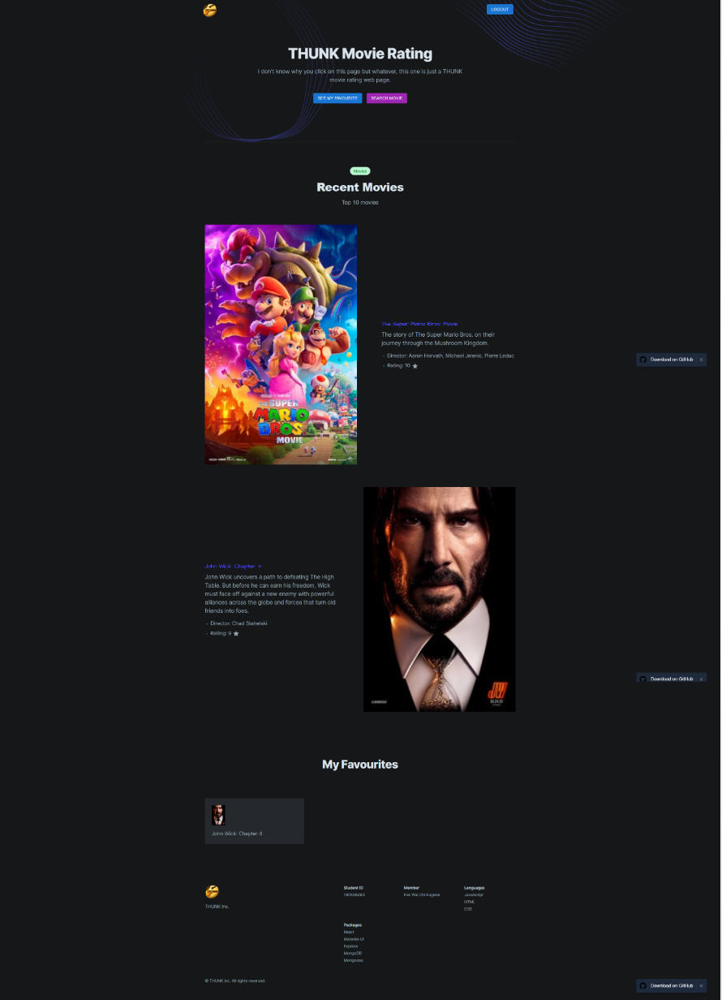 LOGOUT
THUNK Movie Rating
I don't know why you click on this page but whatever, this one is just a THUNK
movie rating web page.
SEE MY FAVOURITE
SEARCH MOVIE
Movies
Recent Movies
Top 10 movies
THE SUPER
MARIO
BROS
MOVIE
The Super Mario Bros. Movie
The story of The Super Mario Bros. on their
journey through the Mushroom Kingdom.
- Director: Aaron Horvath, Michael Jelenic, Pierre Leduc
- Rating: 10
Download on GitHub ×
John Wick: Chapter 4
John Wick uncovers a path to defeating The High
Table. But before he can earn his freedom, Wick
must face off against a new enemy with powerful
alliances across the globe and forces that turn old
friends into foes.
- Director: Chad Stahelski
- Rating: 9
Download on GitHub ×
My Favourites
John Wick: Chapter 4
THUNK Inc.
Student ID
Member
Languages
JavaScript
HTML
CSS
Packages
React
Material-UI
Express
MongoDB
Mongoose
© THUNK Inc. All rights reserved.
Download on GitHub ×